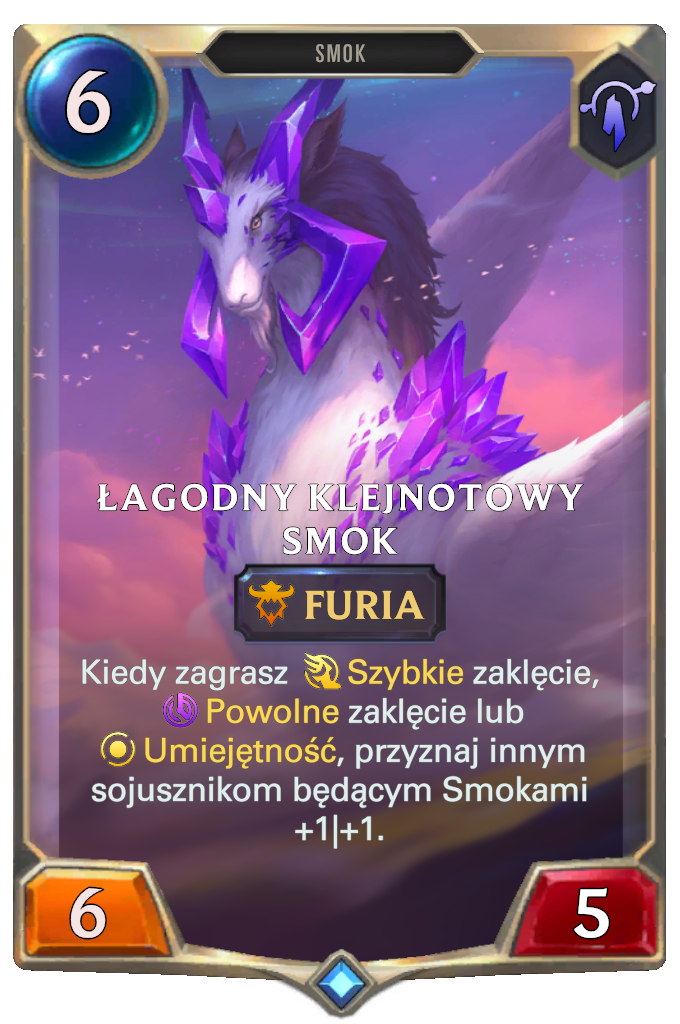 SMOK
6
ŁAGODNY KLEJNOTOWY
SMOK
FURIA
Kiedy zagrasz Szybkie zaklęcie,
Powolne zaklęcie lub
Umiejętność, przyznaj innym
sojusznikom będącym Smokami
+1|+1.
6
5